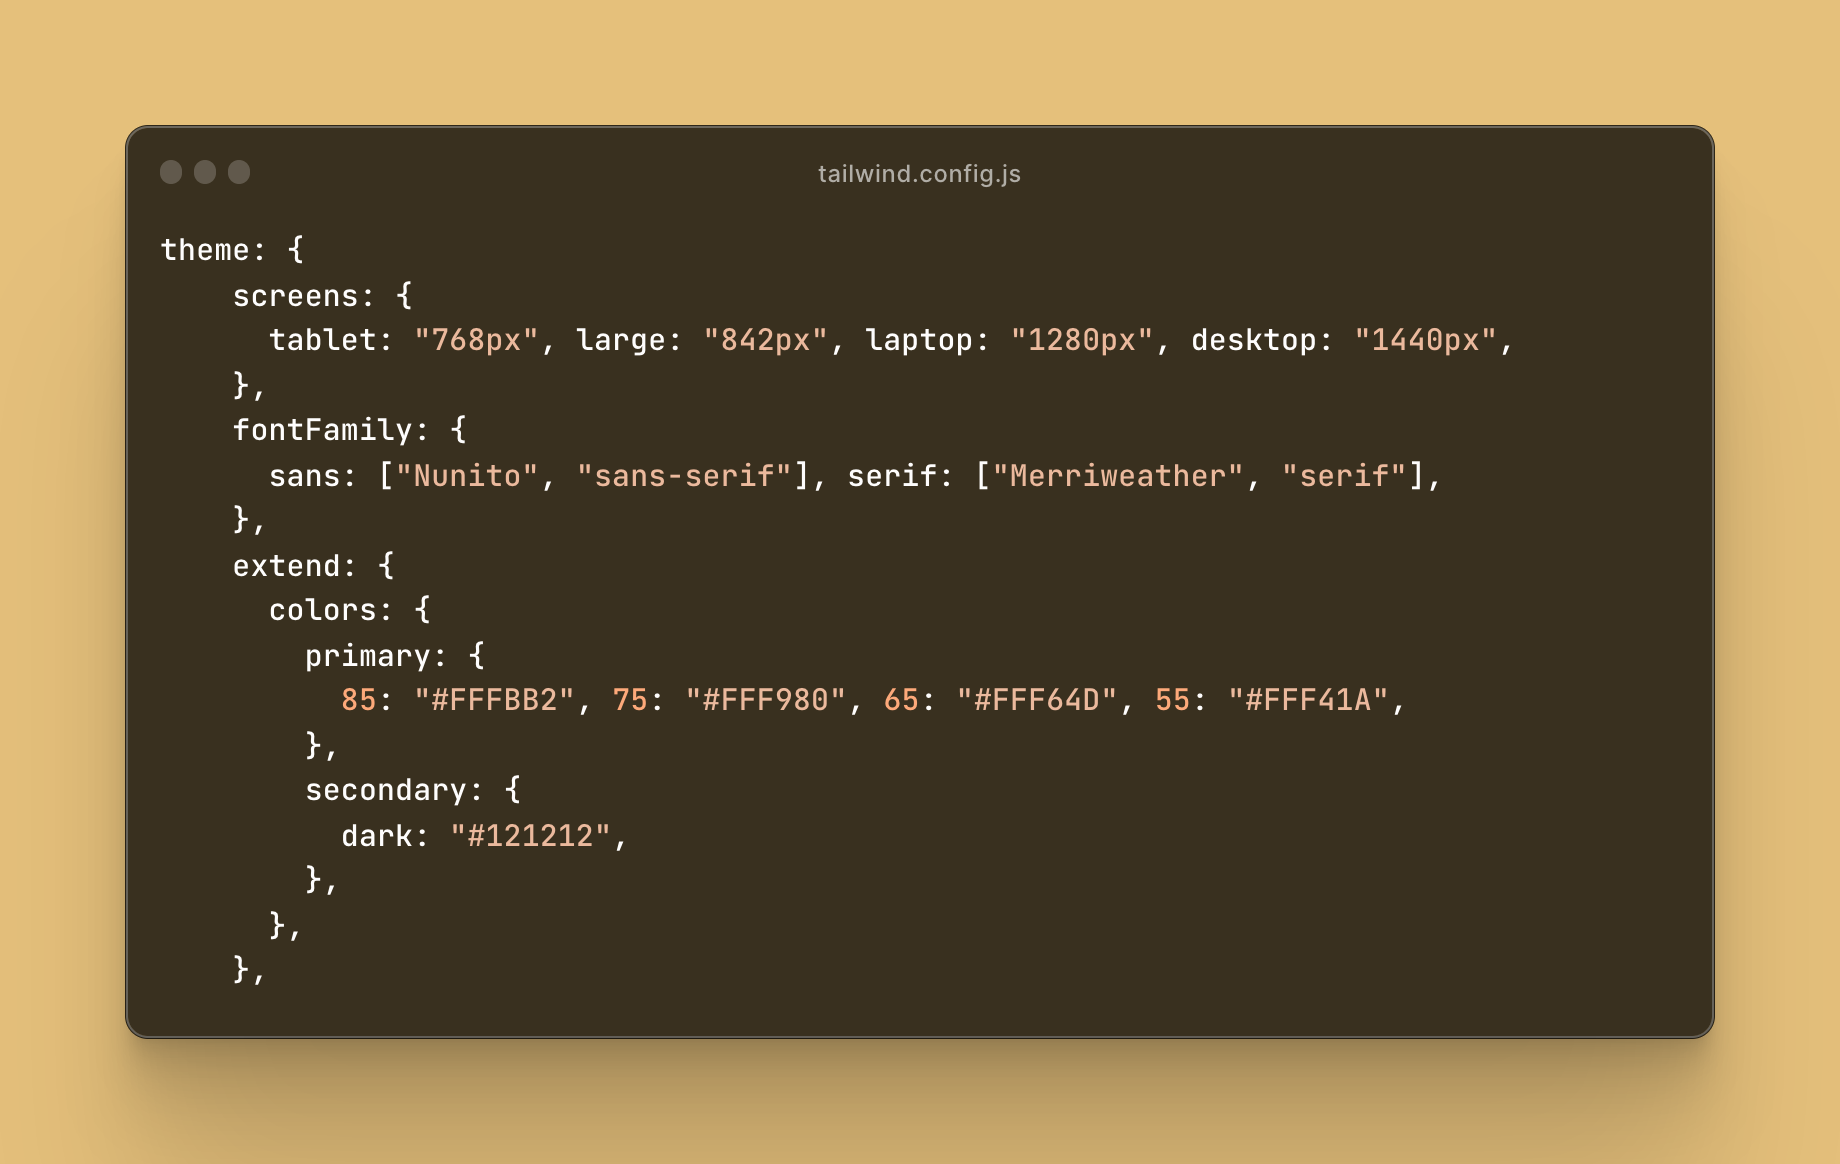 tailwind.config.js
theme: {
    screens: {
      tablet: "768px", large: "842px", laptop: "1280px", desktop: "1440px",
    },
    fontFamily: {
      sans: ["Nunito", "sans-serif"], serif: ["Merriweather", "serif"],
    },
    extend: {
      colors: {
        primary: {
          85: "#FFFBB2", 75: "#FFF980", 65: "#FFF64D", 55: "#FFF41A",
        },
        secondary: {
          dark: "#121212",
        },
      },
    },